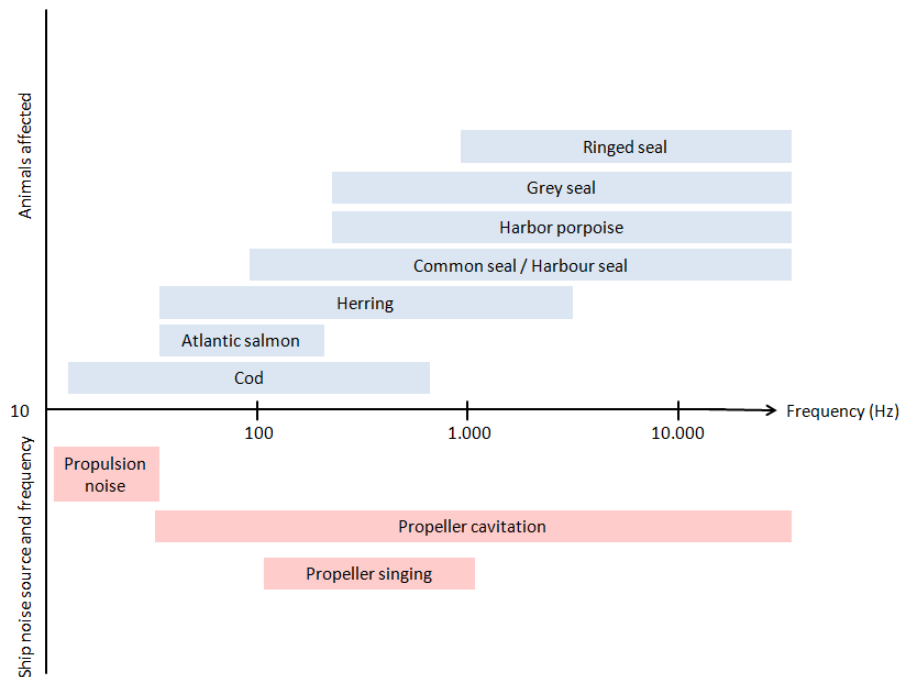 Animals affected
Ringed seal
Grey seal
Harbor porpoise
Common seal / Harbour seal
Herring
Atlantic salmon
Cod
10
Frequency (Hz)
100
1.000
10.000
Ship noise source and frequency
Propulsion
noise
Propeller cavitation
Propeller singing